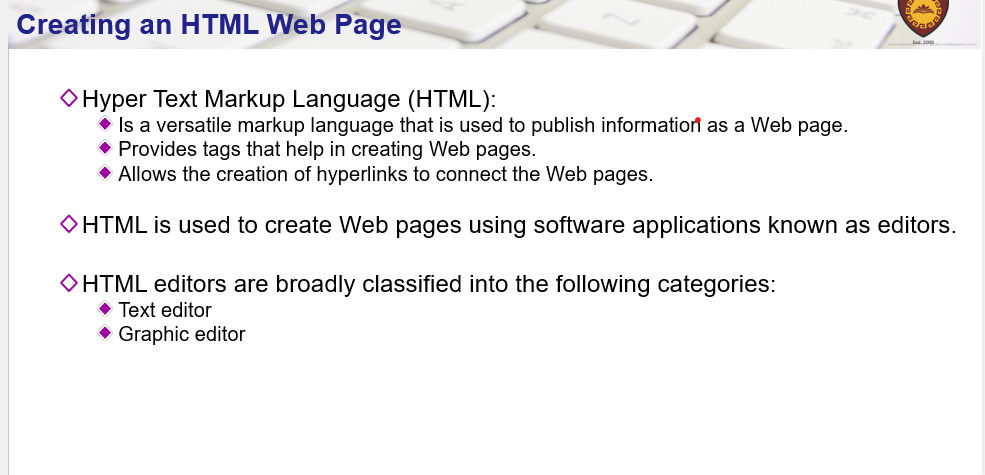 Creating an HTML Web Page
Estd. 2000
Hyper Text Markup Language (HTML):
Is a versatile markup language that is used to publish information as a Web page.
Provides tags that help in creating Web pages.
Allows the creation of hyperlinks to connect the Web pages.
HTML is used to create Web pages using software applications known as editors.
HTML editors are broadly classified into the following categories:
Text editor
Graphic editor